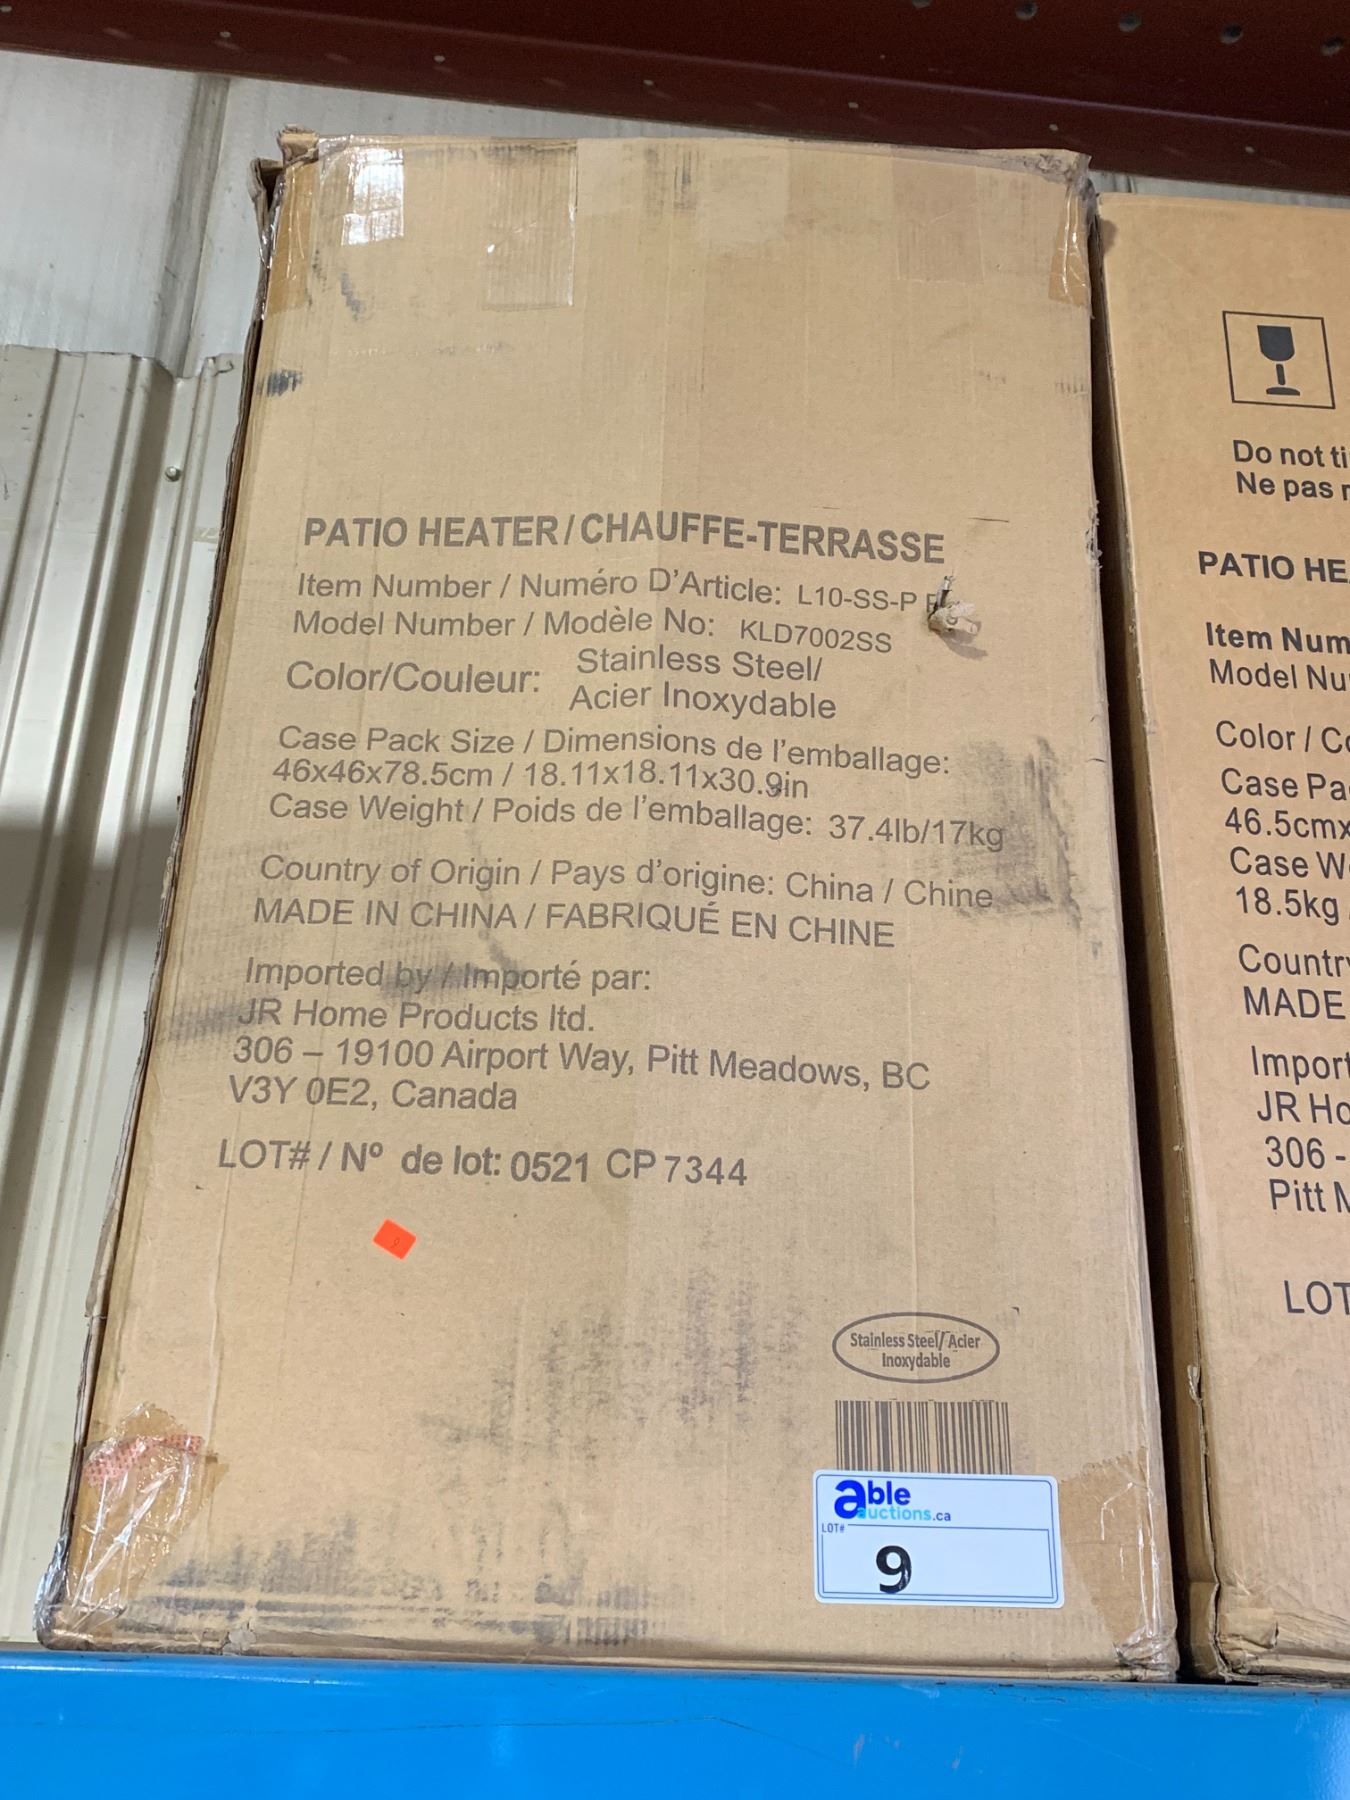 PATIO HEATER / CHAUFFE-TERRASSE
Item Number / Numéro D'Article: L10-SS-P
Model Number / Modèle No: KLD7002SS
Color/Couleur: Stainless Steel/
Acier Inoxydable
Case Pack Size / Dimensions de l'emballage:
46x46x78.5cm / 18.11x18.11x30.9in
Case Weight / Poids de l'emballage: 37.4lb/17kg
Country of Origin / Pays d'origine: China / Chine
MADE IN CHINA / FABRIQUÉ EN CHINE
Imported by / Importé par:
JR Home Products ltd.
306 – 19100 Airport Way, Pitt Meadows, BC
V3Y 0E2, Canada
LOT# / Nº de lot: 0521 CP 7344
9
Stainless Steel/ Acier
Inoxydable
able
auctions.ca
LOT#
9
Do not ti
Ne pas
PATIO HE
Item Num
Model Nu
Color / Co
Case Pa
46.5cmx
Case W
18.5kg
Country
MADE
Import
JR Ho
306 -
Pitt M
LOT